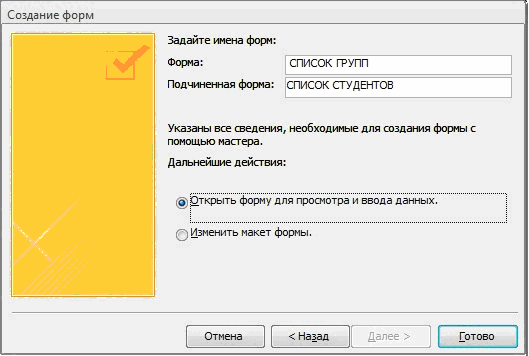 Создание форм
Задайте имена форм:
Форма: СПИСОК ГРУПП
Подчиненная форма: СПИСОК СТУДЕНТОВ
Указаны все сведения, необходимые для создания формы с
помощью мастера.
Дальнейшие действия:
Открыть форму для просмотра и ввода данных.
Изменить макет формы.
Отмена < Назад Далее > Готово